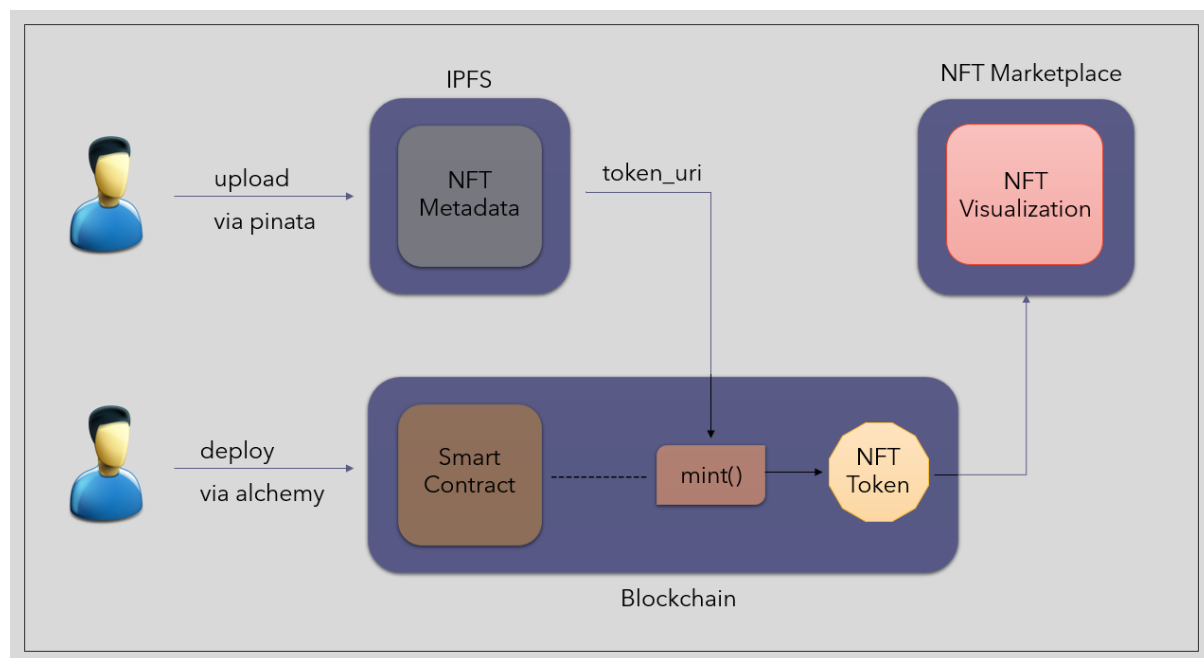 IPFS
NFT Marketplace
upload
via pinata
NFT
Metadata
token_uri
NFT
Visualization
deploy
via alchemy
Smart
Contract
mint()
NFT
Token
Blockchain